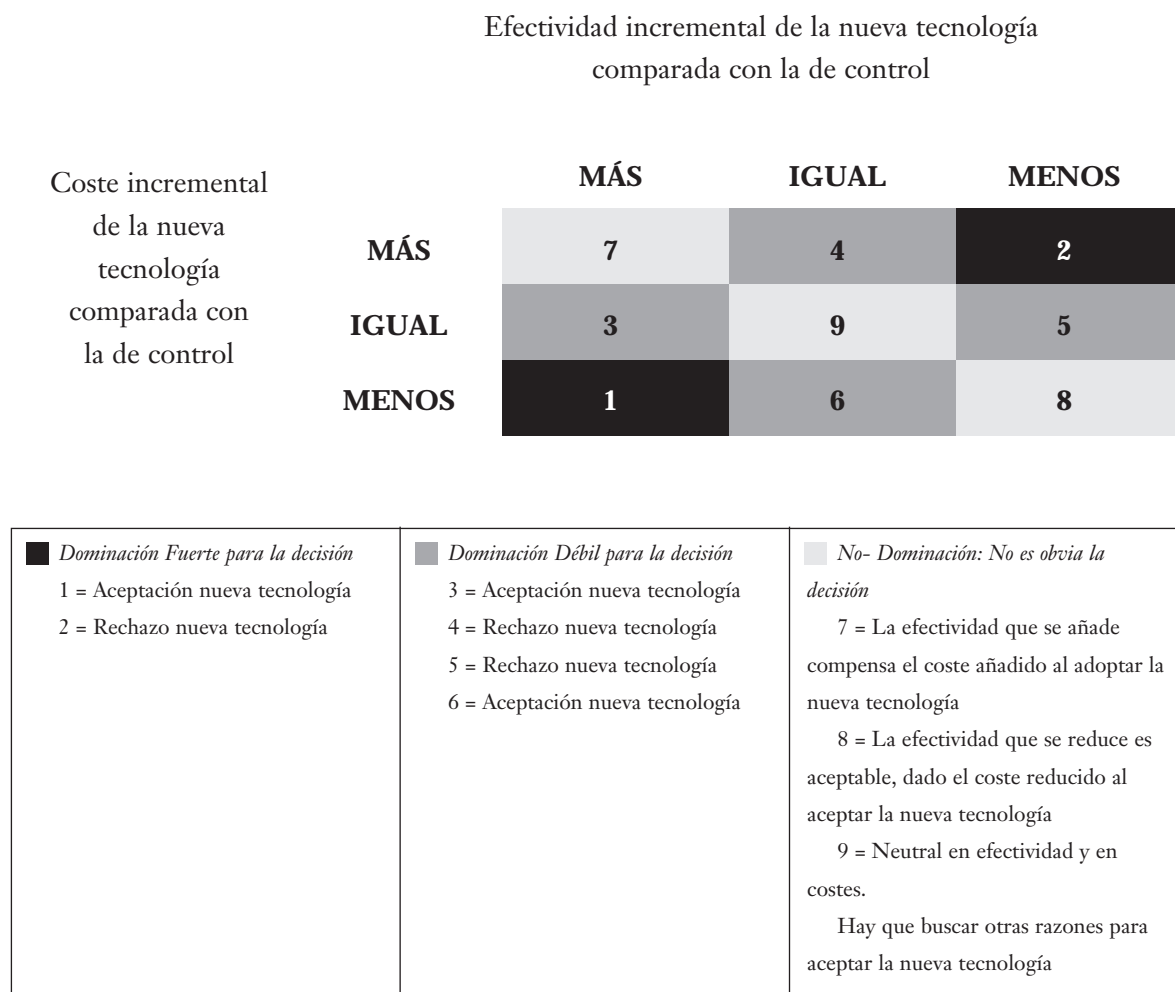 Efectividad incremental de la nueva tecnología
comparada con la de control
Coste incremental
de la nueva
tecnología
comparada con
la de control
MÁS IGUAL MENOS
MÁS 7 4 2
IGUAL 3 9 5
MENOS 1 6 8
Dominación Fuerte para la decisión
1 = Aceptación nueva tecnología
2 = Rechazo nueva tecnología
Dominación Débil para la decisión
3 = Aceptación nueva tecnología
4 = Rechazo nueva tecnología
5 = Rechazo nueva tecnología
6 = Aceptación nueva tecnología
No- Dominación: No es obvia la
decisión
7 = La efectividad que se añade
compensa el coste añadido al adoptar la
nueva tecnología
8 = La efectividad que se reduce es
aceptable, dado el coste reducido al
aceptar la nueva tecnología
9 = Neutral en efectividad y en
costes.
Hay que buscar otras razones para
aceptar la nueva tecnología